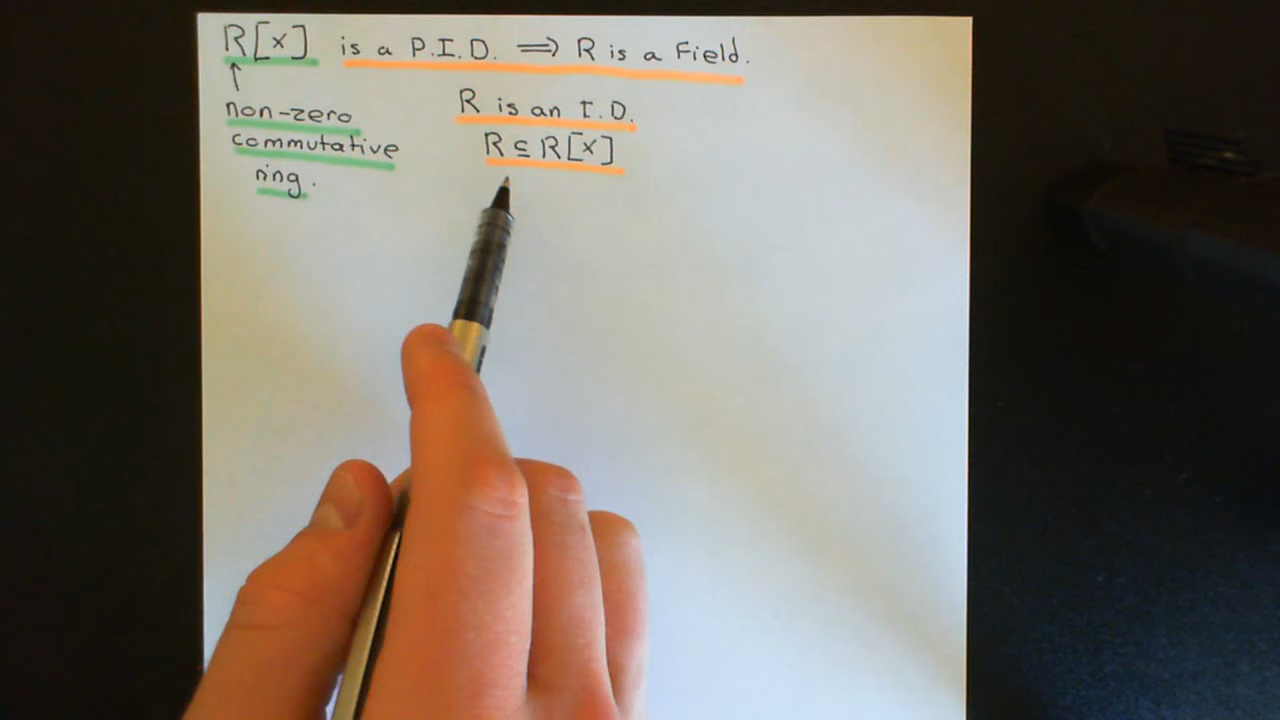 R[x] is a P.I.D. ⟹ R is a Field.
↑
non-zero
commutative
ring.
R is an I.D.
R ⊆ R[x]